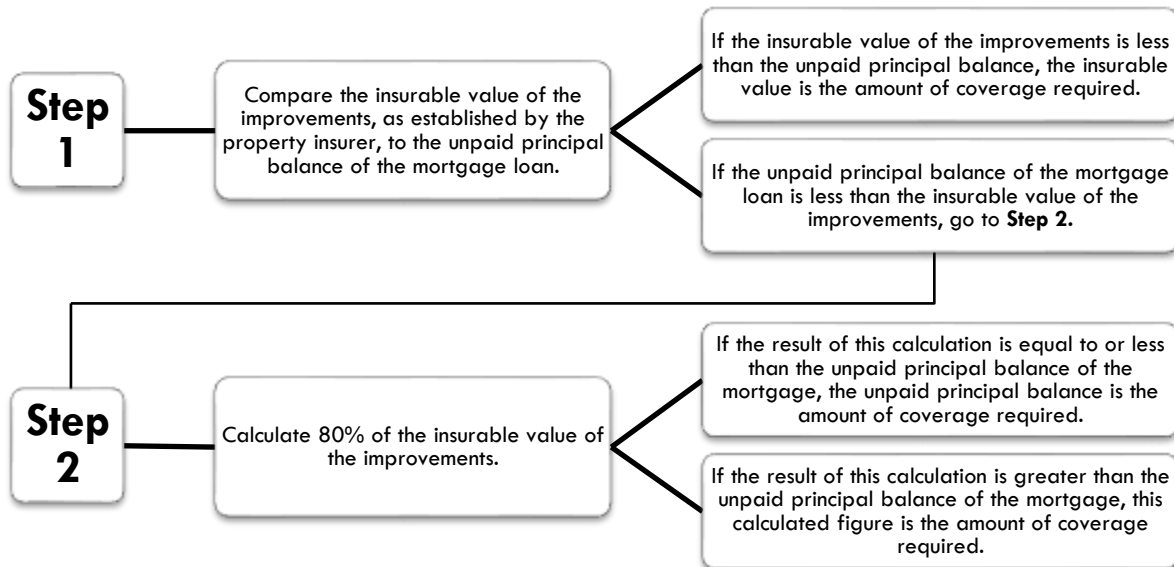 Step
1
Compare the insurable value of the
improvements, as established by the
property insurer, to the unpaid principal
balance of the mortgage loan.
If the insurable value of the improvements is less
than the unpaid principal balance, the insurable
value is the amount of coverage required.
If the unpaid principal balance of the mortgage
loan is less than the insurable value of the
improvements, go to Step 2.
Step
2
Calculate 80% of the insurable value of
the improvements.
If the result of this calculation is equal to or less
than the unpaid principal balance of the
mortgage, the unpaid principal balance is the
amount of coverage required.
If the result of this calculation is greater than the
unpaid principal balance of the mortgage, this
calculated figure is the amount of coverage
required.